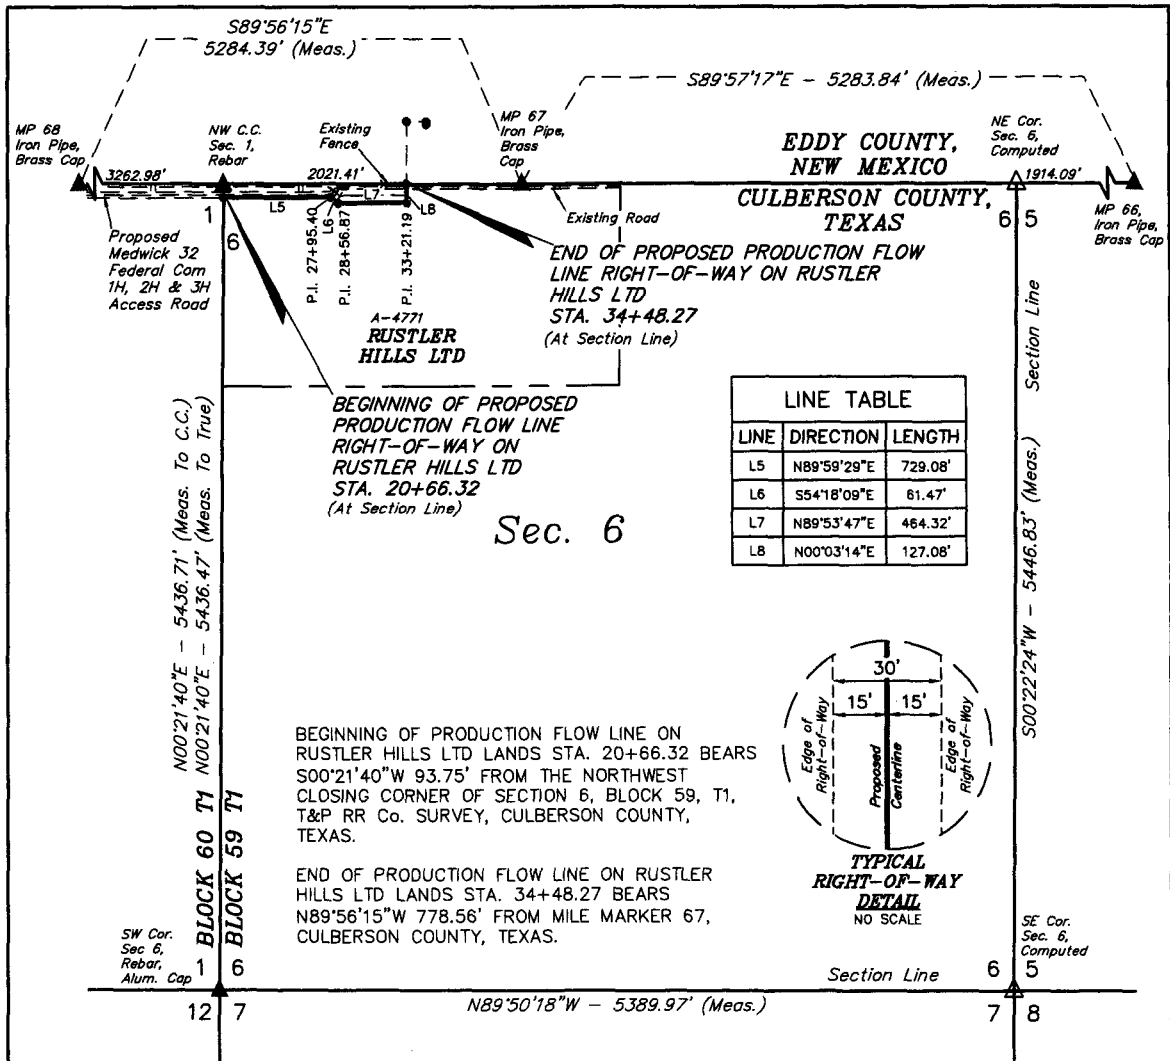 S89°56'15"E
5284.39' (Meas.)
S89°57'17"E - 5283.84' (Meas.)
MP 68
Iron Pipe,
Brass Cap
NW C.C.
Sec. 1,
Rebar
Existing
Fence
MP 67
Iron Pipe,
Brass
Cap
EDDY COUNTY,
NEW MEXICO
NE Cor.
Sec. 6,
Computed
3262.98'
2021.41'
1914.09'
L5
L6
L7
L8
CULBERSON COUNTY,
TEXAS
Existing Road
1
6
6
5
MP 66,
Iron Pipe,
Brass Cap
Proposed
Medwick 32
Federal Com
1H, 2H & 3H
Access Road
P.I. 27+95.40
P.I. 28+56.87
P.I. 33+21.19
END OF PROPOSED PRODUCTION FLOW
LINE RIGHT-OF-WAY ON RUSTLER
HILLS LTD
STA. 34+48.27
(At Section Line)
A-4771
RUSTLER
HILLS LTD
Section Line
BEGINNING OF PROPOSED
PRODUCTION FLOW LINE
RIGHT-OF-WAY ON
RUSTLER HILLS LTD
STA. 20+66.32
(At Section Line)
LINE TABLE
LINE DIRECTION LENGTH
L5 N89°59'29"E 729.08'
L6 S54°18'09"E 61.47'
L7 N89°53'47"E 464.32'
L8 N00°03'14"E 127.08'
Sec. 6
N00°21'40"E - 5436.71' (Meas. To C.C.)
N00°21'40"E - 5436.47' (Meas. To True)
S00°22'24"W - 5446.83' (Meas.)
30'
15' 15'
Edge of
Right-of-Way
Proposed
Centerline
Edge of
Right-of-Way
TYPICAL
RIGHT-OF-WAY
DETAIL
NO SCALE
BEGINNING OF PRODUCTION FLOW LINE ON
RUSTLER HILLS LTD LANDS STA. 20+66.32 BEARS
S00°21'40"W 93.75' FROM THE NORTHWEST
CLOSING CORNER OF SECTION 6, BLOCK 59, T1,
T&P RR Co. SURVEY, CULBERSON COUNTY,
TEXAS.
END OF PRODUCTION FLOW LINE ON RUSTLER
HILLS LTD LANDS STA. 34+48.27 BEARS
N89°56'15"W 778.56' FROM MILE MARKER 67,
CULBERSON COUNTY, TEXAS.
BLOCK 60 T1
BLOCK 59 T1
SW Cor.
Sec 6,
Rebar,
Alum. Cap
1
6
12
7
Section Line
N89°50'18"W - 5389.97' (Meas.)
SE Cor.
Sec. 6,
Computed
6
5
7
8